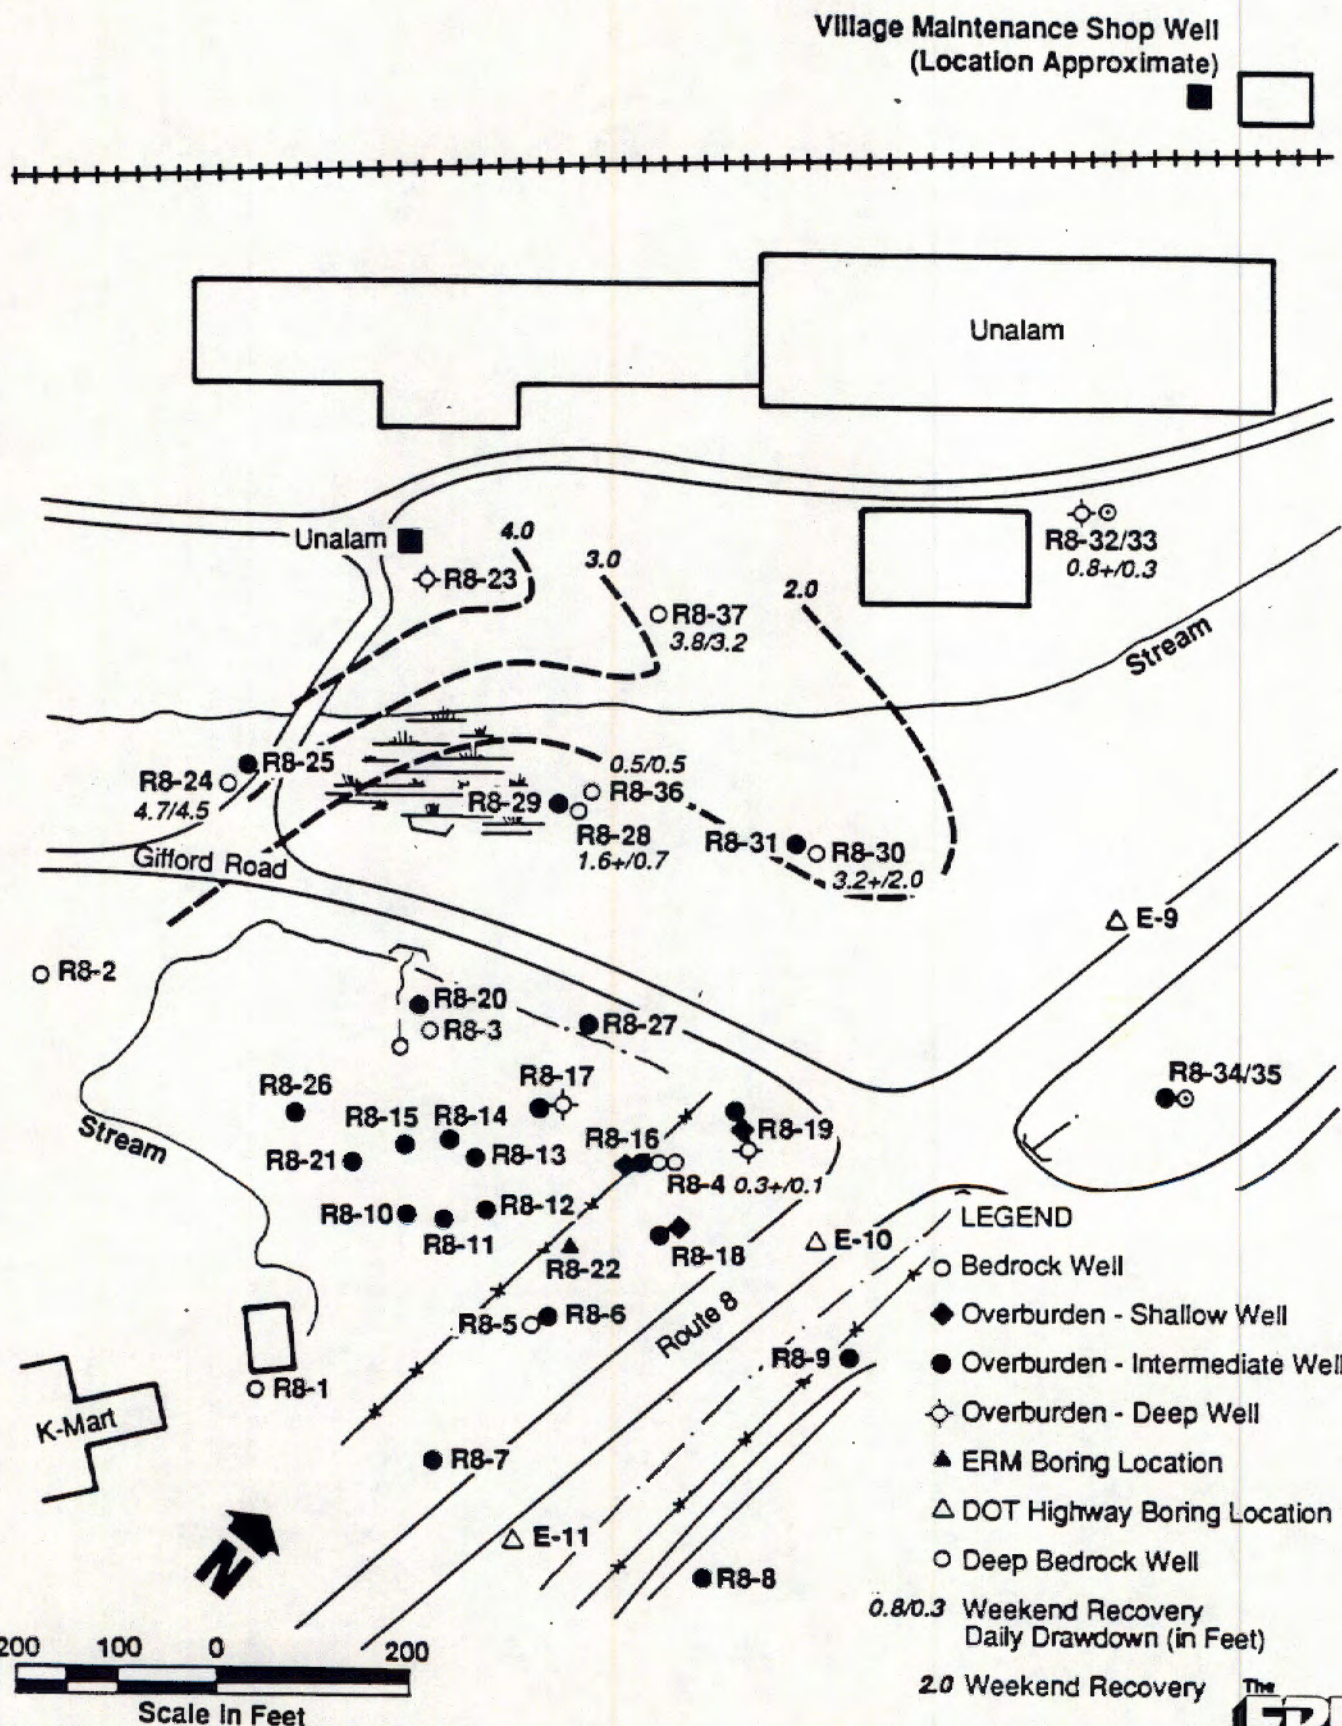 Village Maintenance Shop Well
(Location Approximate)
Unalam
Unalam
R8-23
4.0
3.0
2.0
R8-37
3.8/3.2
R8-32/33
0.8+/0.3
Stream
R8-25
R8-24
4.7/4.5
0.5/0.5
R8-36
R8-29
R8-28
1.6+/0.7
R8-31
R8-30
3.2+/2.0
Gifford Road
E-9
R8-2
R8-20
R8-3
R8-27
R8-34/35
R8-26
R8-17
R8-15
R8-14
R8-16
R8-19
Stream
R8-21
R8-13
R8-4 0.3+/0.1
R8-10
R8-12
R8-11
R8-18
E-10
R8-22
R8-5
R8-6
Route 8
R8-9
R8-1
K-Mart
R8-7
E-11
R8-8
N
LEGEND
Bedrock Well
Overburden - Shallow Well
Overburden - Intermediate Well
Overburden - Deep Well
ERM Boring Location
DOT Highway Boring Location
Deep Bedrock Well
0.8/0.3 Weekend Recovery
Daily Drawdown (in Feet)
2.0 Weekend Recovery
200 100 0 200
Scale in Feet
The